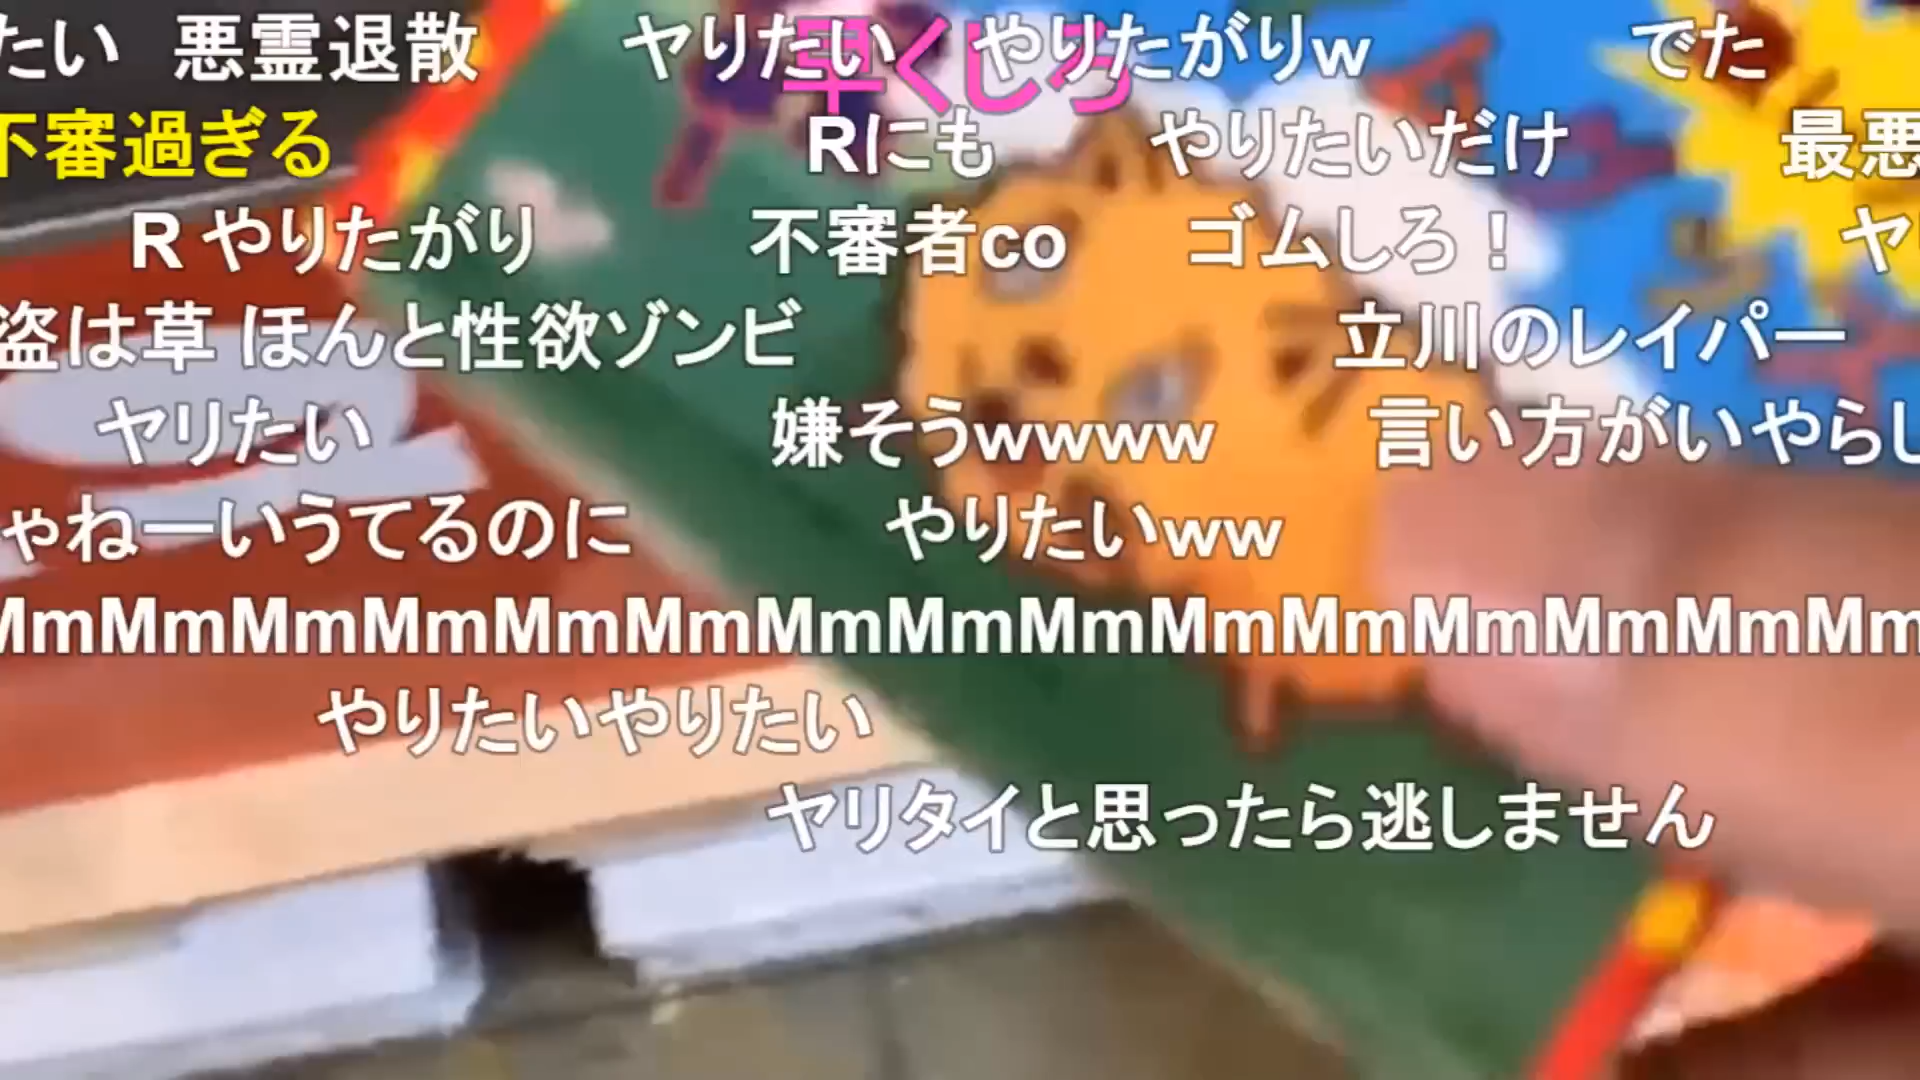 たい 悪霊退散 ヤりたい やりたがりw でた
早くしろ
不審過ぎる Rにも やりたいだけ 最悪
R やりたがり 不審者co ゴムしろ！ ヤ
盗は草 ほんと性欲ゾンビ 立川のレイパー
ヤリたい 嫌そうwwww 言い方がいやらし
ゃねーいうてるのに やりたいww
MmMmMmMmMmMmMmMmMmMmMmMmMmMmMm
やりたいやりたい
ヤリタイと思ったら逃しません